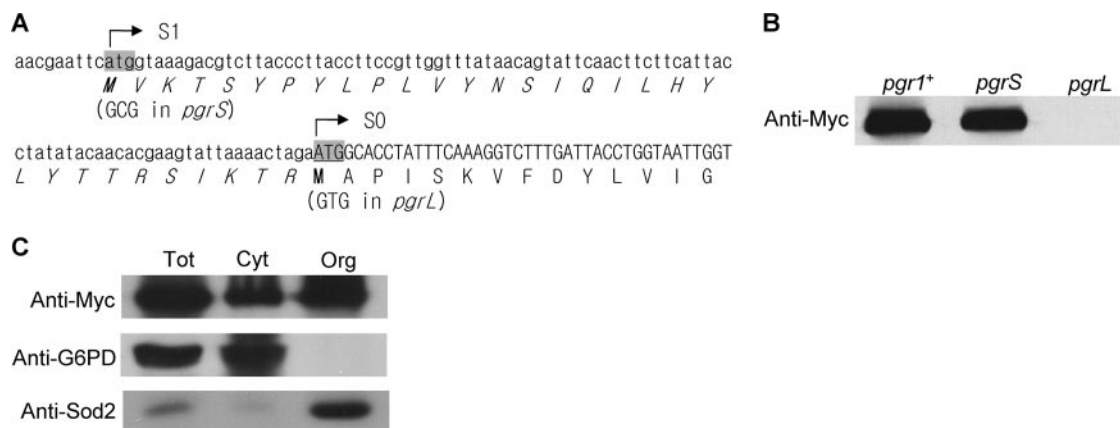 A
S1
aacgaattcatggtaaagacgtcttacccttaccttccgttggtttataacagtattcaacttcttcattac
M V K T S Y P Y L P L V Y N S I Q L L H Y
(GCG in pgrS)
S0
ctatatacaacacgaagtattaaaactagaATGGCACCTATTTCAAAGGTCTTTGATTACCTGGTAATTGGT
L Y T T R S I K T R M A P I S K V F D Y L V I G
(GTG in pgrL)
B
pgr1+ pgrS pgrL
Anti-Myc
C
Tot Cyt Org
Anti-Myc
Anti-G6PD
Anti-Sod2